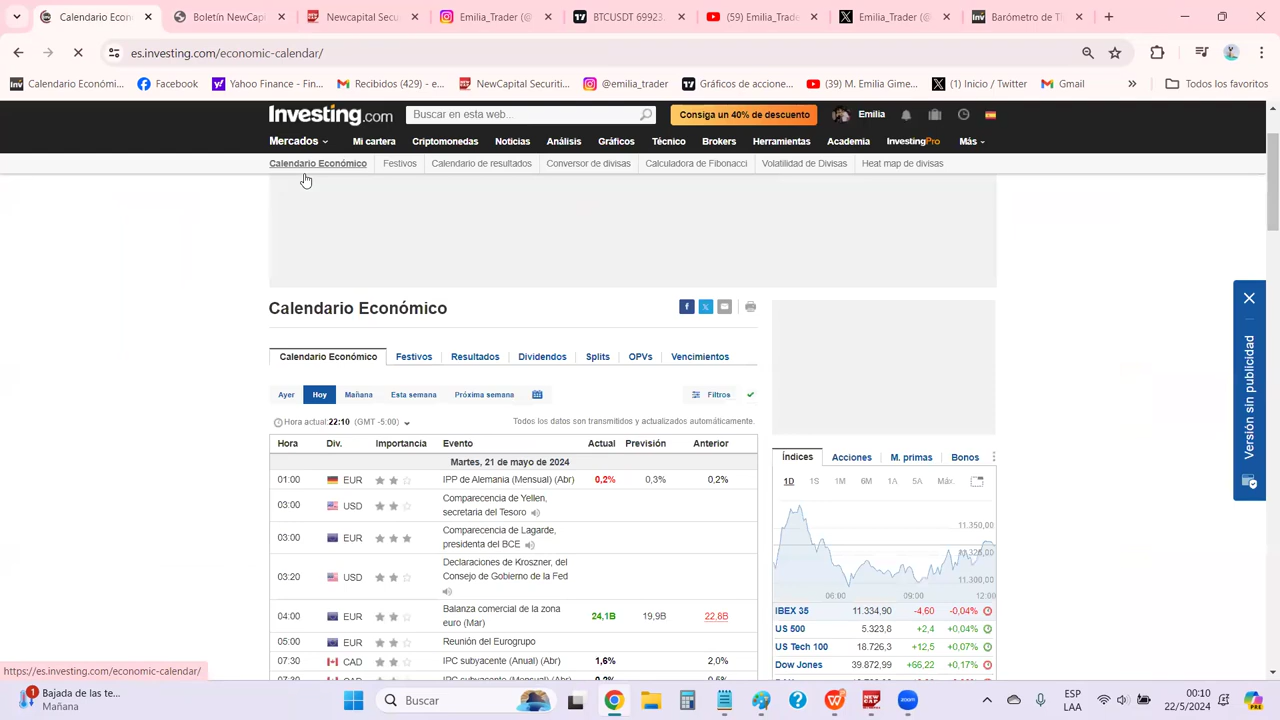 Calendario Económ
Boletín NewCap
Newcapital Securities
Emilia_Trader (@
BTCUSDT 69923.
(59) Emilia_Trade
Emilia_Trader (@
Barómetro de Ti
es.investing.com/economic-calendar/
Calendario Económi...
Facebook
Yahoo Finance - Fin...
Recibidos (429) - e...
NewCapital Securiti...
@emilia_trader
Gráficos de accione...
(39) M. Emilia Gime...
(1) Inicio / Twitter
Gmail
Todos los favoritos
Investing.com
Buscar en esta web...
Consiga un 40% de descuento
Emilia
Mercados
Mi cartera
Criptomonedas
Noticias
Análisis
Gráficos
Técnico
Brokers
Herramientas
Academia
InvestingPro
Más
Calendario Económico
Festivos
Calendario de resultados
Conversor de divisas
Calculadora de Fibonacci
Volatilidad de Divisas
Heat map de divisas
Calendario Económico
Calendario Económico
Festivos
Resultados
Dividendos
Splits
OPVs
Vencimientos
Ayer
Hoy
Mañana
Esta semana
Próxima semana
Filtros
Hora actual: 22:10 (GMT -5:00)
Todos los datos son transmitidos y actualizados automáticamente.
Hora Div. Importancia Evento Actual Previsión Anterior
Martes, 21 de mayo de 2024
01:00 EUR IPP de Alemania (Mensual) (Abr) 0,2% 0,3% 0,2%
03:00 USD Comparecencia de Yellen,
secretaria del Tesoro
03:00 EUR Comparecencia de Lagarde,
presidenta del BCE
03:20 USD Declaraciones de Kroszner, del
Consejo de Gobierno de la Fed
04:00 EUR Balanza comercial de la zona
euro (Mar) 24,1B 19,9B 22,8B
05:00 EUR Reunión del Eurogrupo
07:30 CAD IPC subyacente (Anual) (Abr) 1,6% 2,0%
Índices
Acciones
M. primas
Bonos
1D 1S 1M 6M 1A 5A Máx.
11.350,00
11.325,00
11.300,00
06:00 09:00 12:00
IBEX 35 11.334,90 -4,60 -0,04%
US 500 5.323,8 +2,4 +0,04%
US Tech 100 18.726,3 +12,5 +0,07%
Dow Jones 39.872,99 +66,22 +0,17%
Versión sin publicidad
https://es.investing.com/economic-calendar/
1
Bajada de las te...
Mañana
Buscar
ESP
LAA
00:10
22/5/2024